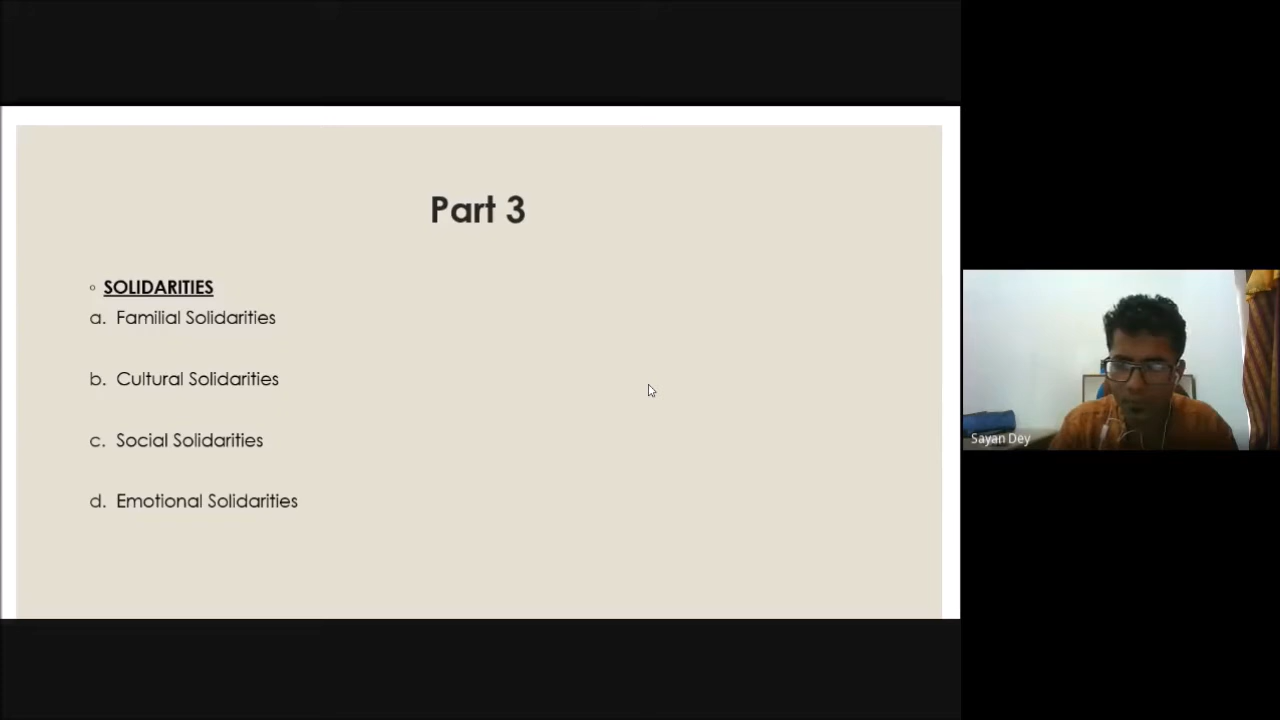 Part 3
◦ SOLIDARITIES
a. Familial Solidarities
b. Cultural Solidarities
c. Social Solidarities
d. Emotional Solidarities
Sayan Dey